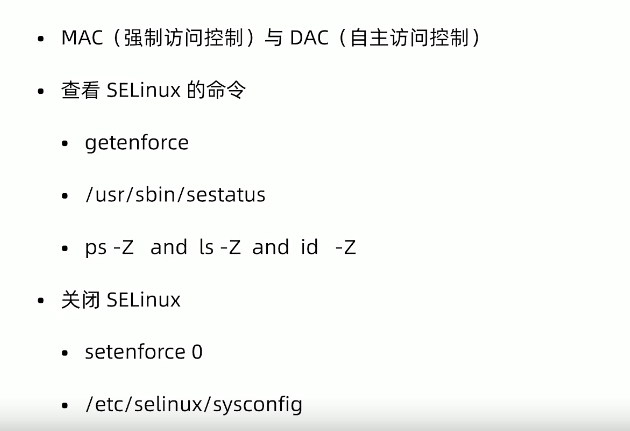 • MAC（强制访问控制）与 DAC（自主访问控制）
• 查看 SELinux 的命令
• getenforce
• /usr/sbin/sestatus
• ps -Z and ls -Z and id -Z
• 关闭 SELinux
• setenforce 0
• /etc/selinux/sysconfig